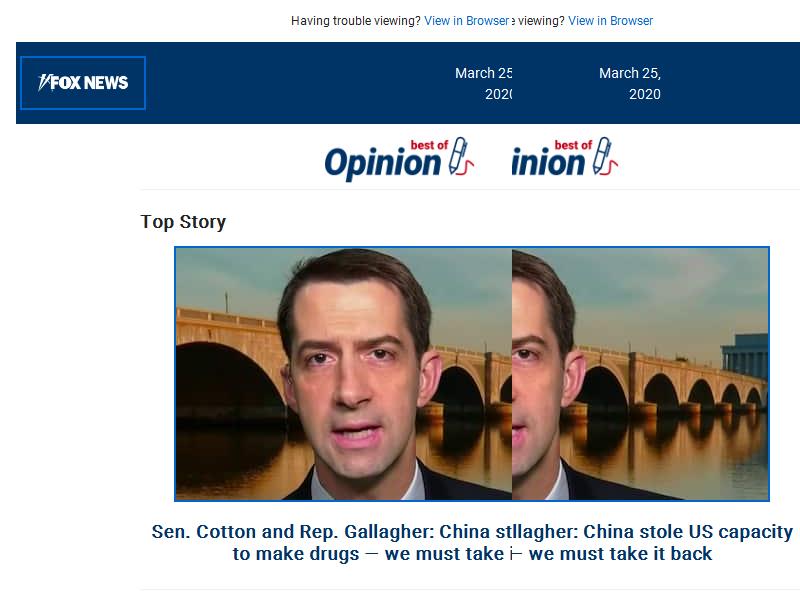 Having trouble viewing? View in Browser e viewing? View in Browser
FOX NEWS
March 25 March 25,
2020 2020
best of best of
Opinion inion
Top Story
Sen. Cotton and Rep. Gallagher: China stllagher: China stole US capacity
to make drugs — we must take i— we must take it back